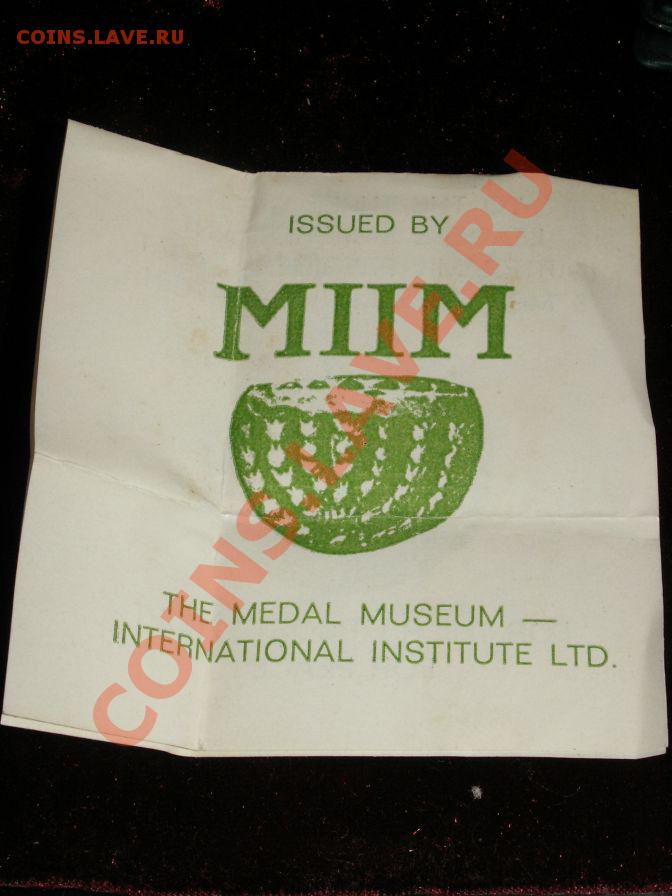 COINS.LAVE.RU
ISSUED BY
MIIM
THE MEDAL MUSEUM —
INTERNATIONAL INSTITUTE LTD.
COINS.LAVE.RU